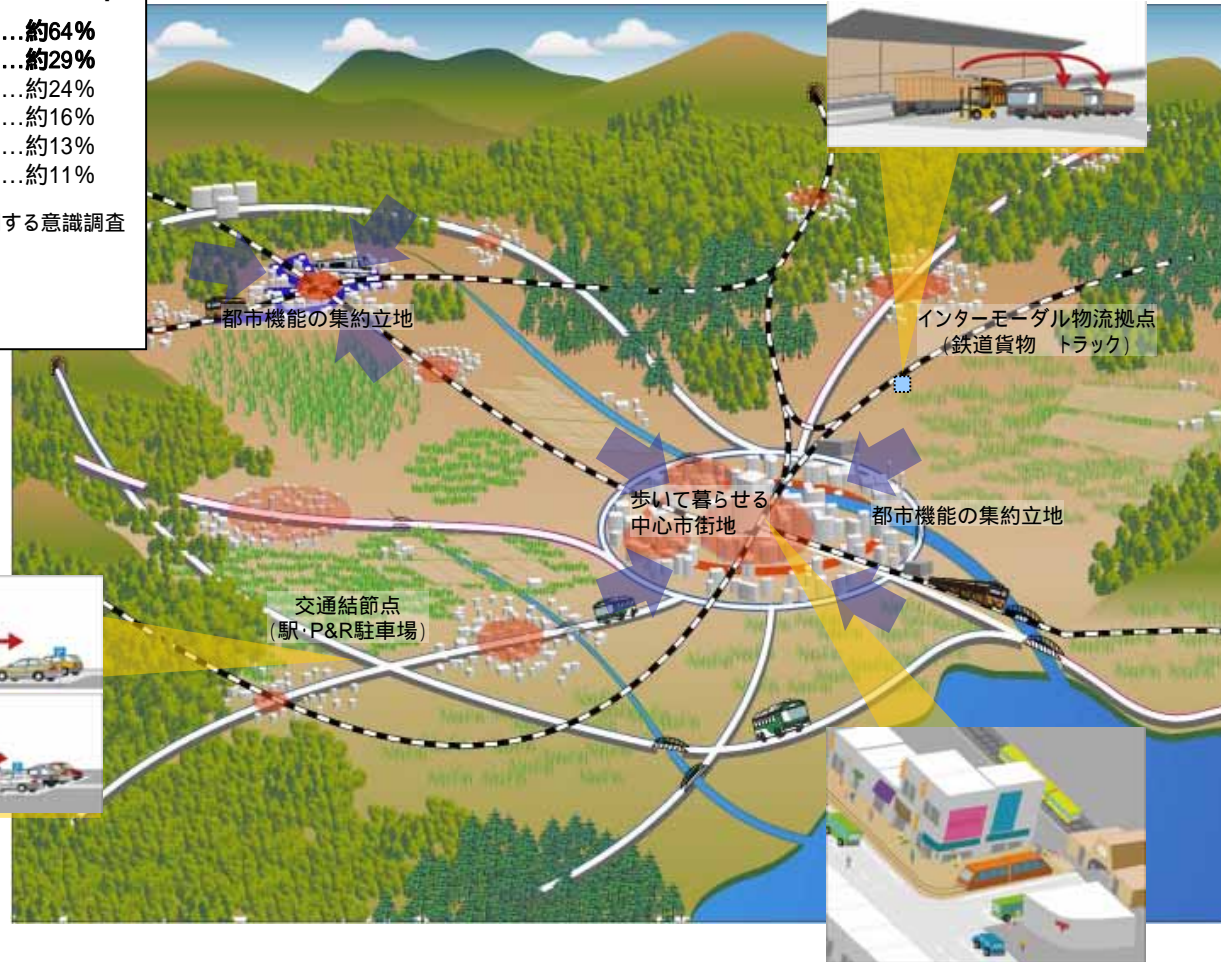 …約64%
…約29%
…約24%
…約16%
…約13%
…約11%
する意識調査
都市機能の集約立地
インターモーダル物流拠点
(鉄道貨物 トラック)
歩いて暮らせる
中心市街地
都市機能の集約立地
交通結節点
(駅・P&R駐車場)